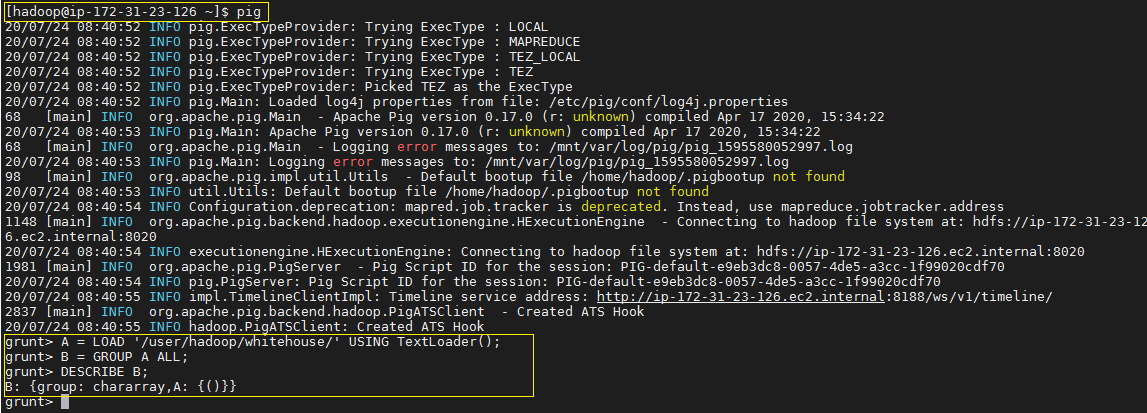 [hadoop@ip-172-31-23-126 ~]$ pig
20/07/24 08:40:52 INFO pig.ExecTypeProvider: Trying ExecType : LOCAL
20/07/24 08:40:52 INFO pig.ExecTypeProvider: Trying ExecType : MAPREDUCE
20/07/24 08:40:52 INFO pig.ExecTypeProvider: Trying ExecType : TEZ_LOCAL
20/07/24 08:40:52 INFO pig.ExecTypeProvider: Trying ExecType : TEZ
20/07/24 08:40:52 INFO pig.ExecTypeProvider: Picked TEZ as the ExecType
20/07/24 08:40:52 INFO pig.Main: Loaded log4j properties from file: /etc/pig/conf/log4j.properties
68   [main] INFO  org.apache.pig.Main  - Apache Pig version 0.17.0 (r: unknown) compiled Apr 17 2020, 15:34:22
20/07/24 08:40:53 INFO pig.Main: Apache Pig version 0.17.0 (r: unknown) compiled Apr 17 2020, 15:34:22
68   [main] INFO  org.apache.pig.Main  - Logging error messages to: /mnt/var/log/pig/pig_1595580052997.log
20/07/24 08:40:53 INFO pig.Main: Logging error messages to: /mnt/var/log/pig/pig_1595580052997.log
98   [main] INFO  org.apache.pig.impl.util.Utils  - Default bootup file /home/hadoop/.pigbootup not found
20/07/24 08:40:53 INFO util.Utils: Default bootup file /home/hadoop/.pigbootup not found
20/07/24 08:40:54 INFO Configuration.deprecation: mapred.job.tracker is deprecated. Instead, use mapreduce.jobtracker.address
1148 [main] INFO  org.apache.pig.backend.hadoop.executionengine.HExecutionEngine  - Connecting to hadoop file system at: hdfs://ip-172-31-23-12
6.ec2.internal:8020
20/07/24 08:40:54 INFO executionengine.HExecutionEngine: Connecting to hadoop file system at: hdfs://ip-172-31-23-126.ec2.internal:8020
1981 [main] INFO  org.apache.pig.PigServer  - Pig Script ID for the session: PIG-default-e9eb3dc8-0057-4de5-a3cc-1f99020cdf70
20/07/24 08:40:54 INFO pig.PigServer: Pig Script ID for the session: PIG-default-e9eb3dc8-0057-4de5-a3cc-1f99020cdf70
20/07/24 08:40:55 INFO impl.TimelineClientImpl: Timeline service address: http://ip-172-31-23-126.ec2.internal:8188/ws/v1/timeline/
2837 [main] INFO  org.apache.pig.backend.hadoop.PigATSClient  - Created ATS Hook
20/07/24 08:40:55 INFO hadoop.PigATSClient: Created ATS Hook
grunt> A = LOAD '/user/hadoop/whitehouse/' USING TextLoader();
grunt> B = GROUP A ALL;
grunt> DESCRIBE B;
B: {group: chararray,A: {()}}
grunt>